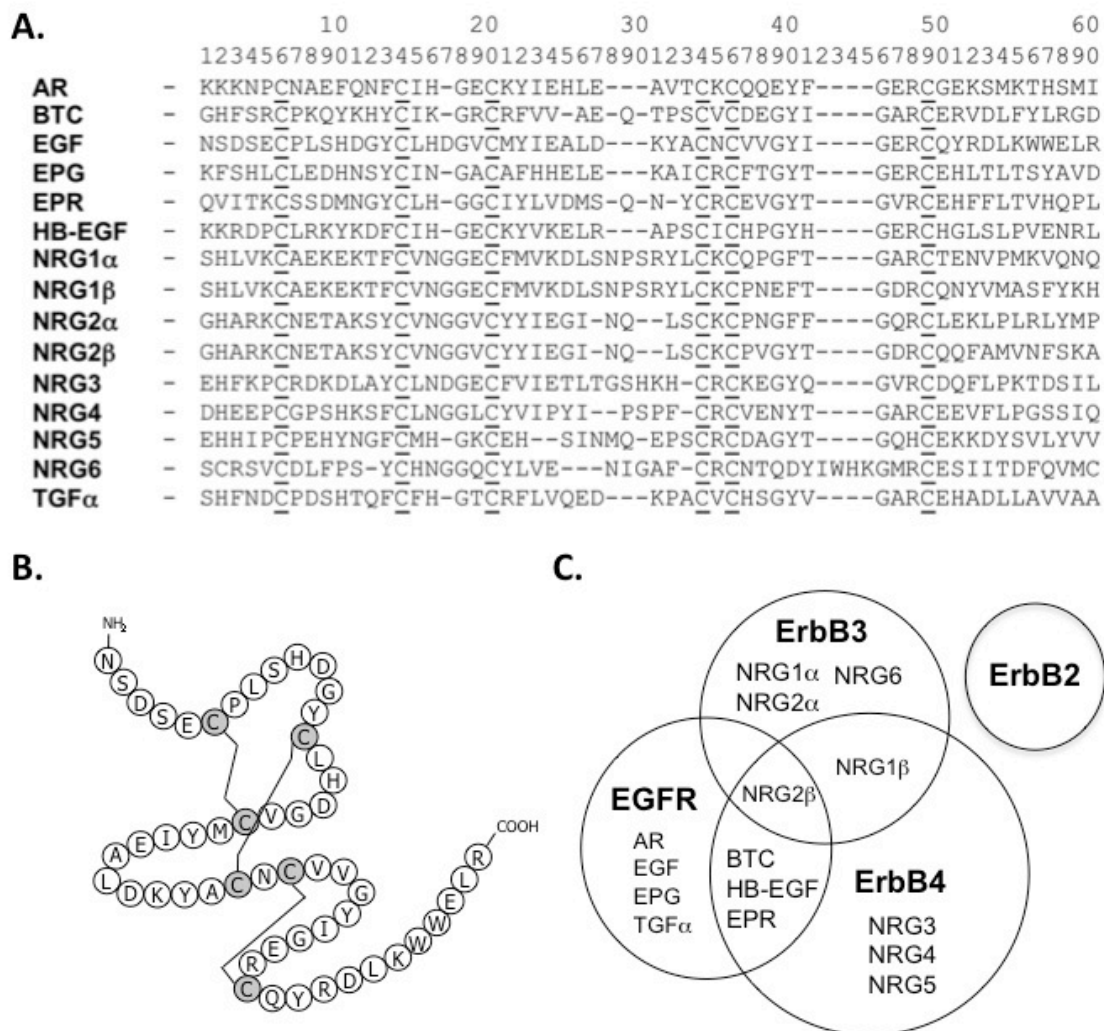 A.
10 20 30 40 50 60
123456789012345678901234567890123456789012345678901234567890
AR - KKKNPCNAEFQNFCIH-GECKYIEHLE---AVTCKCQQEYF----GERCGEKSMKTHSMI
BTC - GHFSRCPKQYKHYCIK-GRCRFVV-AE-Q-TPSCVCDEGYI----GARCERVDLFYLRGD
EGF - NSDSECPLSHDGYCLHDGVCMYIEALD---KYACNCVVGYI----GERCQYRDLKWWELR
EPG - KFSHLCLEDHNSYCIN-GACAFHHELE---KAICRCFTGYT----GERCEHLTLTSYAVD
EPR - QVITKCSSDMNGYCLH-GGCIYLVDMS-Q-N-YCRCEVGYT----GVRCEHFFLTVHQPL
HB-EGF - KKRDPCLRKYKDFCIH-GECKYVKELR---APSCICHPGYH----GERCHGLSLPVENRL
NRG1α - SHLVKCAEKEKTFCVNGGECFMVKDLSNPSRYLCKCQPGFT----GARCTENVPMKVQNQ
NRG1β - SHLVKCAEKEKTFCVNGGECFMVKDLSNPSRYLCKCPNEFT----GDRCQNYVMASFYKH
NRG2α - GHARKCNETAKSYCVNGGVCYYIEGI-NQ--LSCKCPNGFF----GQRCLEKLPLRLYMP
NRG2β - GHARKCNETAKSYCVNGGVCYYIEGI-NQ--LSCKCPVGYT----GDRCQQFAMVNFSKA
NRG3 - EHFKPCRDKDLAYCLNDGECFVIETLTGSHKH-CRCKEGYQ----GVRCDQFLPKTDSIL
NRG4 - DHEEPCGPSHKSFCLNGGLCYVIPYI--PSPF-CRCVENYT----GARCEEVFLPGSSIQ
NRG5 - EHHIPCPEHYNGFCMH-GKCEH--SINMQ-EPSCRCDAGYT----GQHCEKKDYSVLYVV
NRG6 - SCRSVCDLFPS-YCHNGGQCYLVE---NIGAF-CRCNTQDYIWHKGMRCESIITDFQVMC
TGFα - SHFNDCPDSHTQFCFH-GTCRFLVQED---KPACVCHSGYV----GARCEHADLLAVVAA
B.
NH2
N S D S E C P L S H D G Y C L H D G V C M Y I E A L D K Y A C N C V V G Y I G E R C Q Y R D L K W W E L R
COOH
C.
ErbB3
NRG1α NRG6
NRG2α
ErbB2
NRG1β
NRG2β
EGFR
AR
EGF
EPG
TGFα
BTC
HB-EGF
EPR
ErbB4
NRG3
NRG4
NRG5